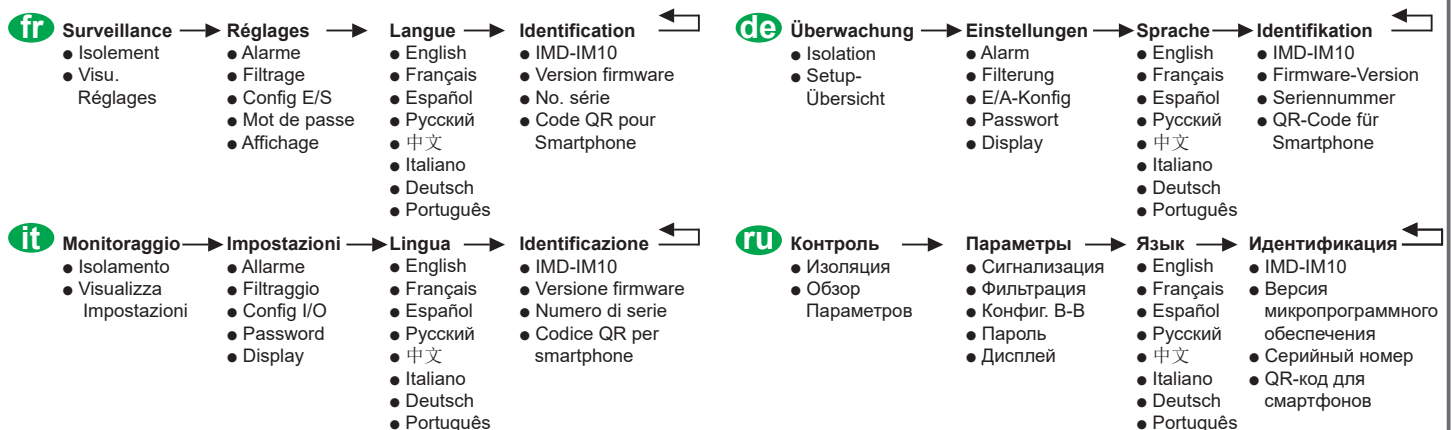 fr
Surveillance
● Isolement
● Visu.
Réglages
Réglages
● Alarme
● Filtrage
● Config E/S
● Mot de passe
● Affichage
Langue
● English
● Français
● Español
● Русский
● 中文
● Italiano
● Deutsch
● Português
Identification
● IMD-IM10
● Version firmware
● No. série
● Code QR pour
Smartphone
de
Überwachung
● Isolation
● Setup-
Übersicht
Einstellungen
● Alarm
● Filterung
● E/A-Konfig
● Passwort
● Display
Sprache
● English
● Français
● Español
● Русский
● 中文
● Italiano
● Deutsch
● Português
Identifikation
● IMD-IM10
● Firmware-Version
● Seriennummer
● QR-Code für
Smartphone
it
Monitoraggio
● Isolamento
● Visualizza
Impostazioni
Impostazioni
● Allarme
● Filtraggio
● Config I/O
● Password
● Display
Lingua
● English
● Français
● Español
● Русский
● 中文
● Italiano
● Deutsch
● Português
Identificazione
● IMD-IM10
● Versione firmware
● Numero di serie
● Codice QR per
smartphone
ru
Контроль
● Изоляция
● Обзор
Параметров
Параметры
● Сигнализация
● Фильтрация
● Конфиг. В-В
● Пароль
● Дисплей
Язык
● English
● Français
● Español
● Русский
● 中文
● Italiano
● Deutsch
● Português
Идентификация
● IMD-IM10
● Версия
микропрограммного
обеспечения
● Серийный номер
● QR-код для
смартфонов